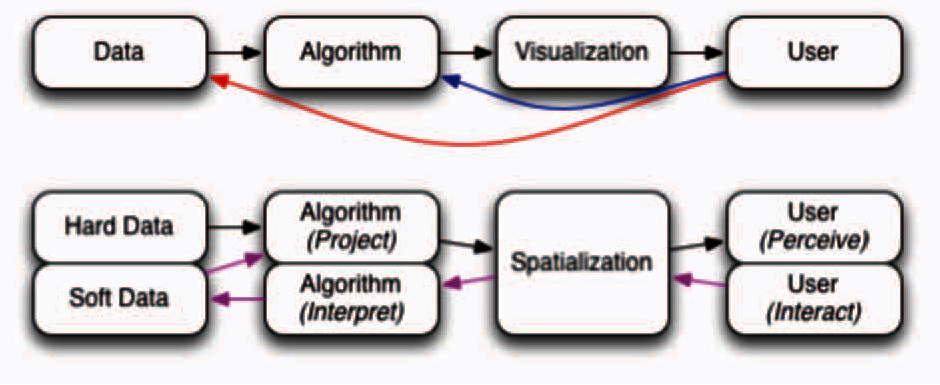 Data
Algorithm
Visualization
User
Hard Data
Algorithm
(Project)
User
(Perceive)
Spatialization
Soft Data
Algorithm
(Interpret)
User
(Interact)